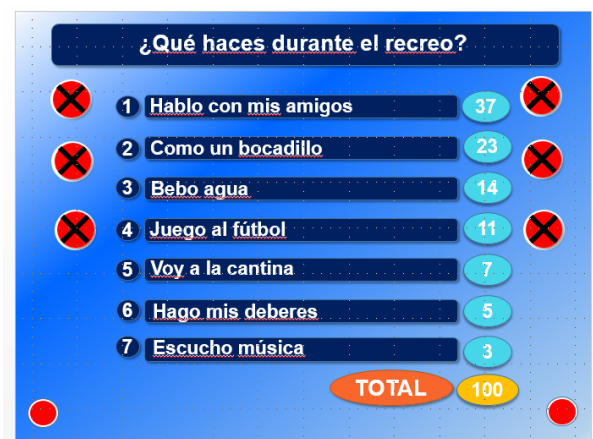 ¿Qué haces durante el recreo?
1 Hablo con mis amigos 37
2 Como un bocadillo 23
3 Bebo agua 14
4 Juego al fútbol 11
5 Voy a la cantina 7
6 Hago mis deberes 5
7 Escucho música 3
TOTAL 100